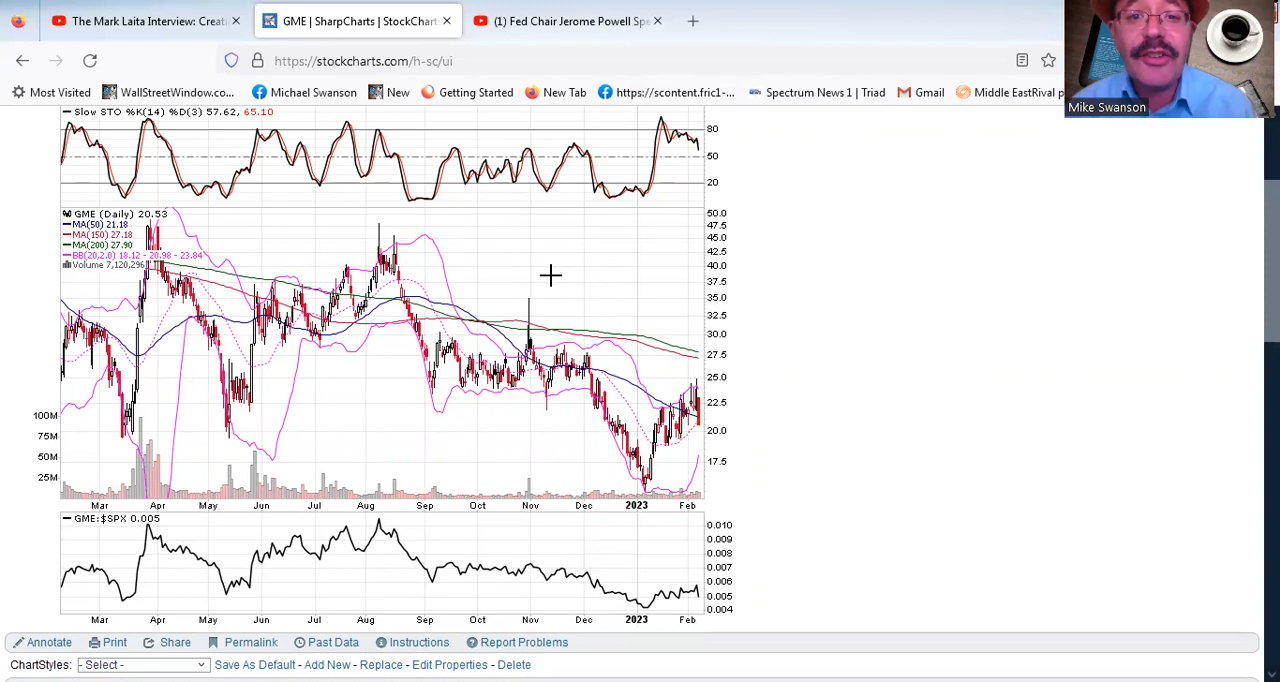 The Mark Laita Interview: Creati
GME | SharpCharts | StockChart
(1) Fed Chair Jerome Powell Spe
https://stockcharts.com/h-sc/ui
Most Visited
WallStreetWindow.co...
Michael Swanson
New
Getting Started
New Tab
https://scontent.fric1-...
Spectrum News 1 | Triad
Gmail
Middle EastRival p
Mike Swanson
Slow STO %K(14) %D(3) 57.62, 65.10
80
50
20
GME (Daily) 20.53
MA(50) 21.18
MA(150) 27.18
MA(200) 27.90
BB(20,2.0) 18.12 - 20.98 - 23.84
Volume 7,120,296
50.0
47.5
45.0
42.5
40.0
37.5
35.0
32.5
30.0
27.5
25.0
22.5
20.0
17.5
100M
75M
50M
25M
Mar Apr May Jun Jul Aug Sep Oct Nov Dec 2023 Feb
GME:$SPX 0.005
0.010
0.009
0.008
0.007
0.006
0.005
0.004
Mar Apr May Jun Jul Aug Sep Oct Nov Dec 2023 Feb
Annotate Print Share Permalink Past Data Instructions Report Problems
ChartStyles: - Select - Save As Default - Add New - Replace - Edit Properties - Delete